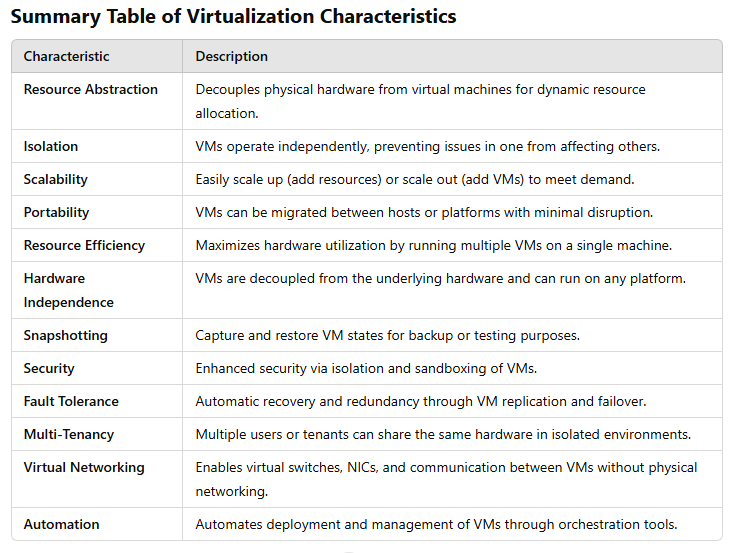 Summary Table of Virtualization Characteristics
Characteristic Description
Resource Abstraction Decouples physical hardware from virtual machines for dynamic resource
allocation.
Isolation VMs operate independently, preventing issues in one from affecting others.
Scalability Easily scale up (add resources) or scale out (add VMs) to meet demand.
Portability VMs can be migrated between hosts or platforms with minimal disruption.
Resource Efficiency Maximizes hardware utilization by running multiple VMs on a single machine.
Hardware VMs are decoupled from the underlying hardware and can run on any platform.
Independence
Snapshotting Capture and restore VM states for backup or testing purposes.
Security Enhanced security via isolation and sandboxing of VMs.
Fault Tolerance Automatic recovery and redundancy through VM replication and failover.
Multi-Tenancy Multiple users or tenants can share the same hardware in isolated environments.
Virtual Networking Enables virtual switches, NICs, and communication between VMs without physical
networking.
Automation Automates deployment and management of VMs through orchestration tools.